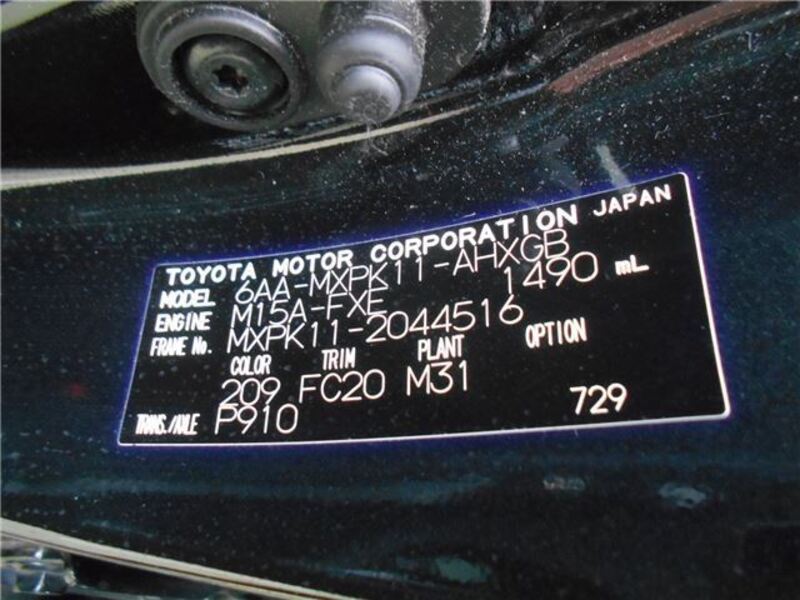 TOYOTA MOTOR CORPORATION JAPAN
MODEL 6AA-MXPK11-AHXGB
ENGINE M15A-FXE 1490 mL
FRAME No. MXPK11-2044516
COLOR TRIM PLANT OPTION
209 FC20 M31
TRANS./AXLE P910 729